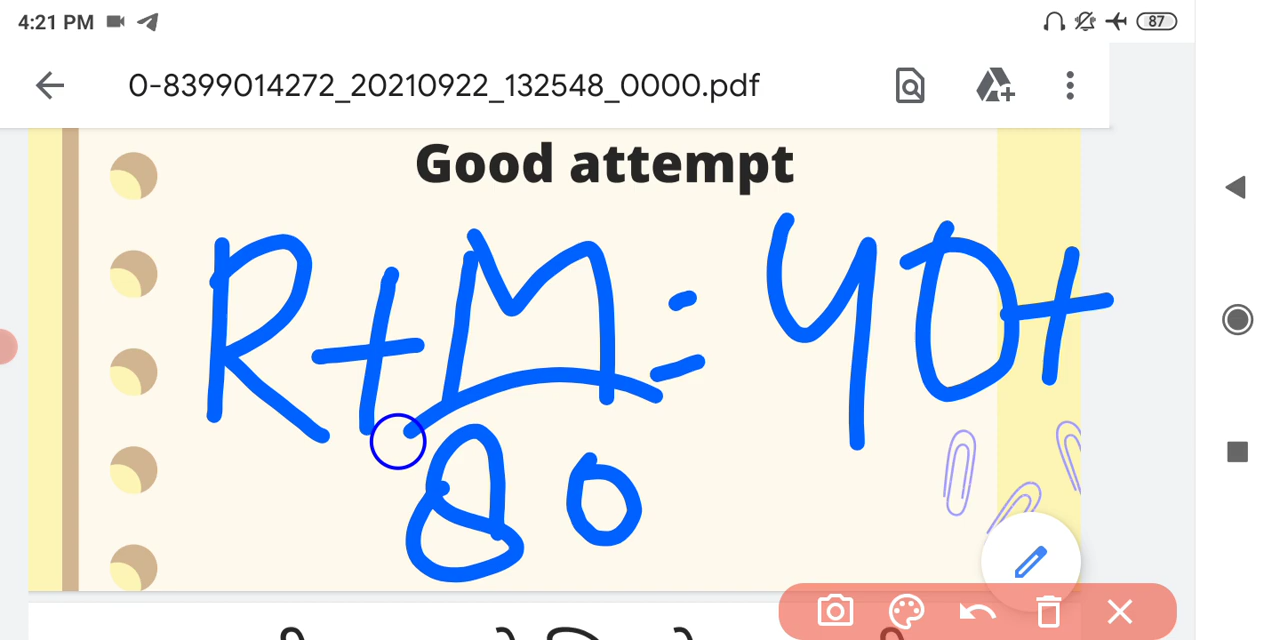 4:21 PM 87
0-8399014272_20210922_132548_0000.pdf
Good attempt
R+M=40+
80